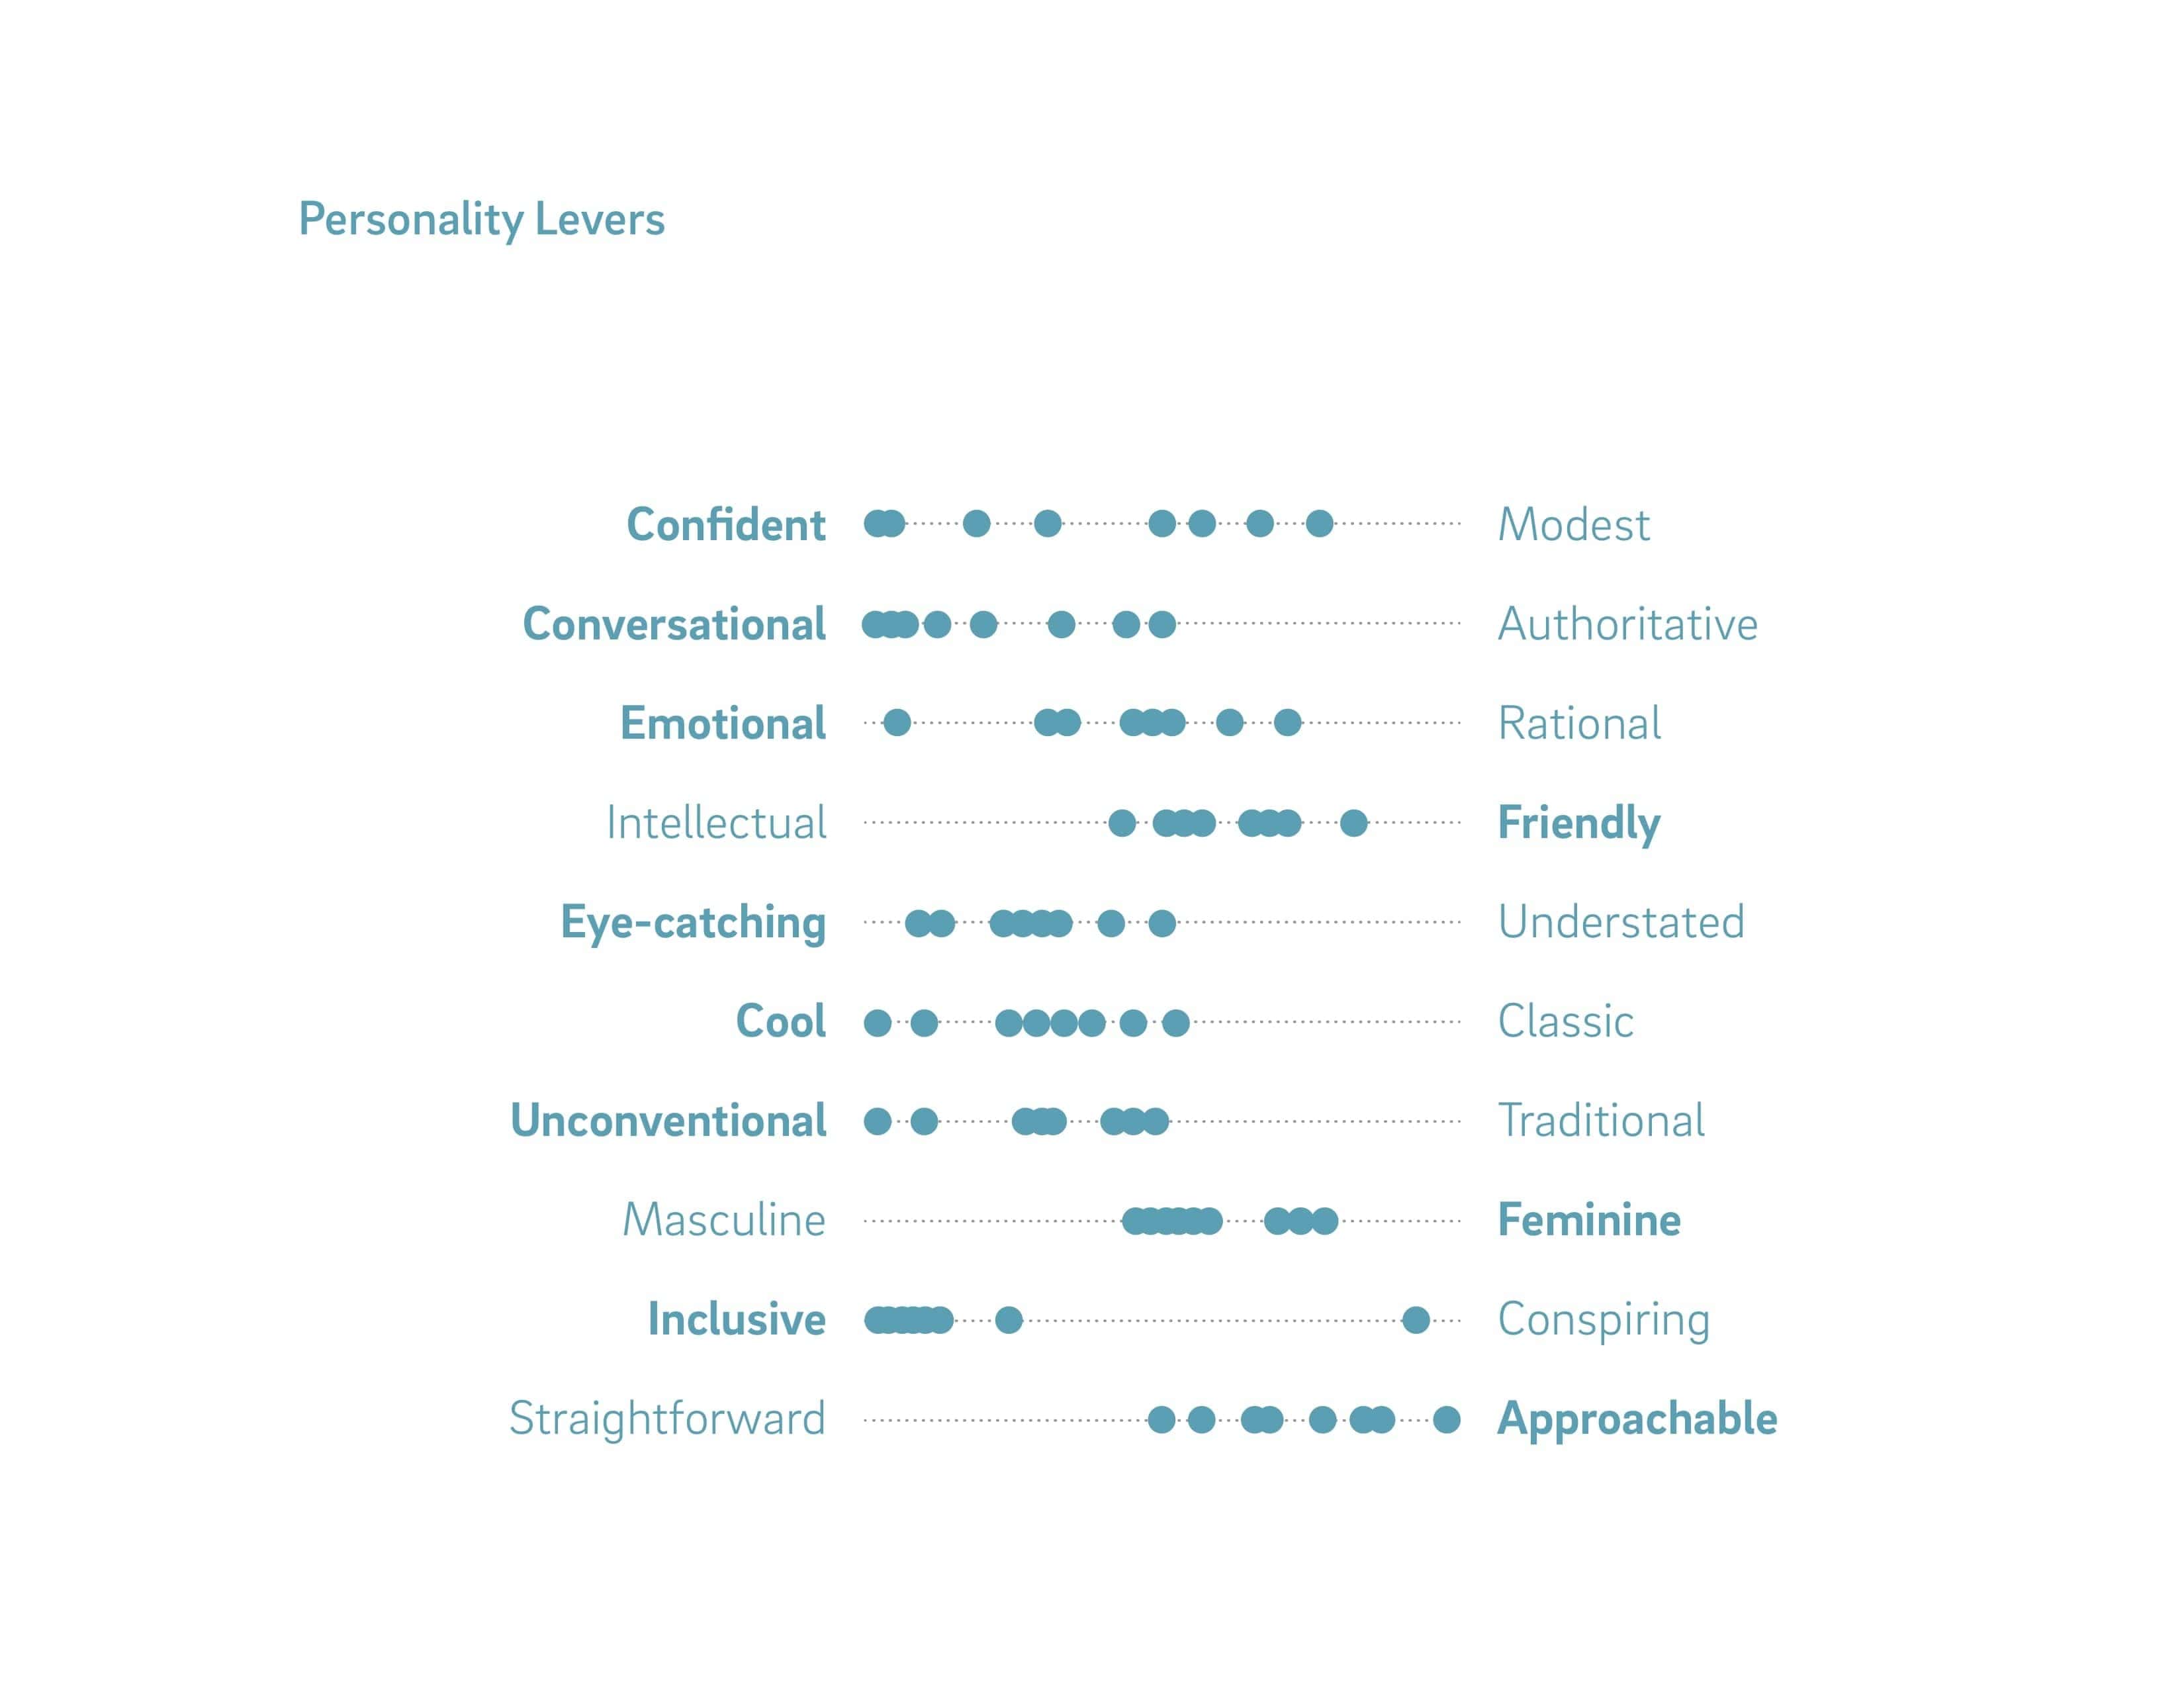 Personality Levers
Confident Modest
Conversational Authoritative
Emotional Rational
Intellectual Friendly
Eye-catching Understated
Cool Classic
Unconventional Traditional
Masculine Feminine
Inclusive Conspiring
Straightforward Approachable